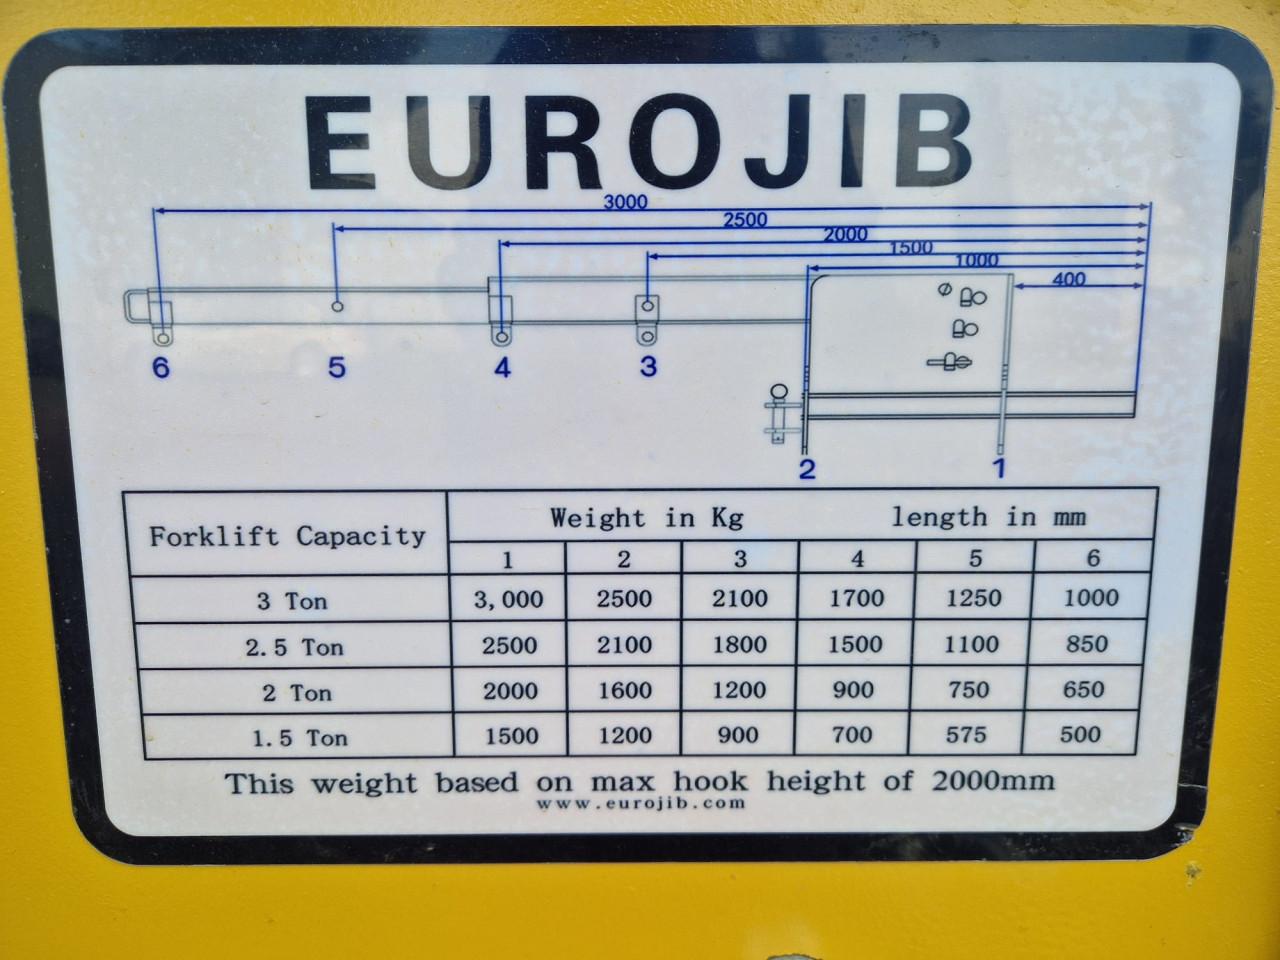 EUROJIB
3000
2500
2000
1500
1000
400
6 5 4 3
2 1
Forklift Capacity Weight in Kg length in mm
1 2 3 4 5 6
3 Ton 3,000 2500 2100 1700 1250 1000
2.5 Ton 2500 2100 1800 1500 1100 850
2 Ton 2000 1600 1200 900 750 650
1.5 Ton 1500 1200 900 700 575 500
This weight based on max hook height of 2000mm
www.eurojib.com